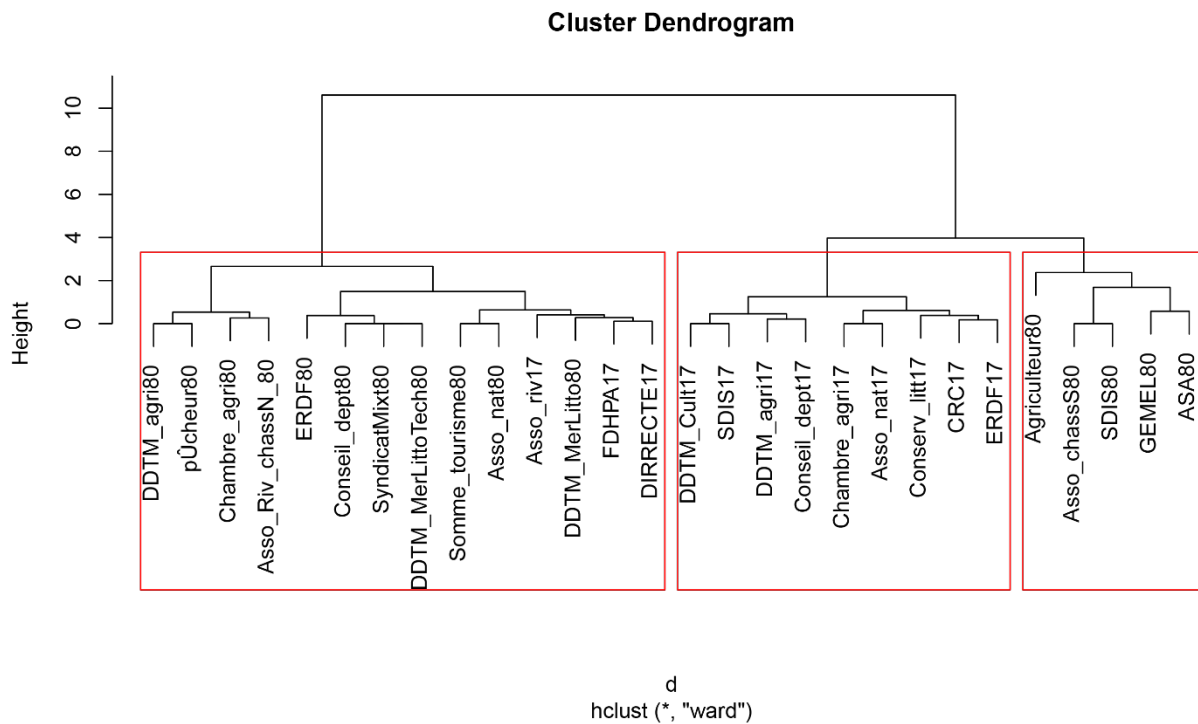 Cluster Dendrogram
Height
10
8
6
4
2
0
DDTM_agri80
pÛcheur80
Chambre_agri80
Asso_Riv_chassN_80
ERDF80
Conseil_dept80
SyndicatMixt80
DDTM_MerLittoTech80
Somme_tourisme80
Asso_nat80
Asso_riv17
DDTM_MerLitto80
FDHPA17
DIRRECTE17
DDTM_Cult17
SDIS17
DDTM_agri17
Conseil_dept17
Chambre_agri17
Asso_nat17
Conserv_litt17
CRC17
ERDF17
Agriculteur80
Asso_chassS80
SDIS80
GEMEL80
ASA80
d
hclust (*, "ward")